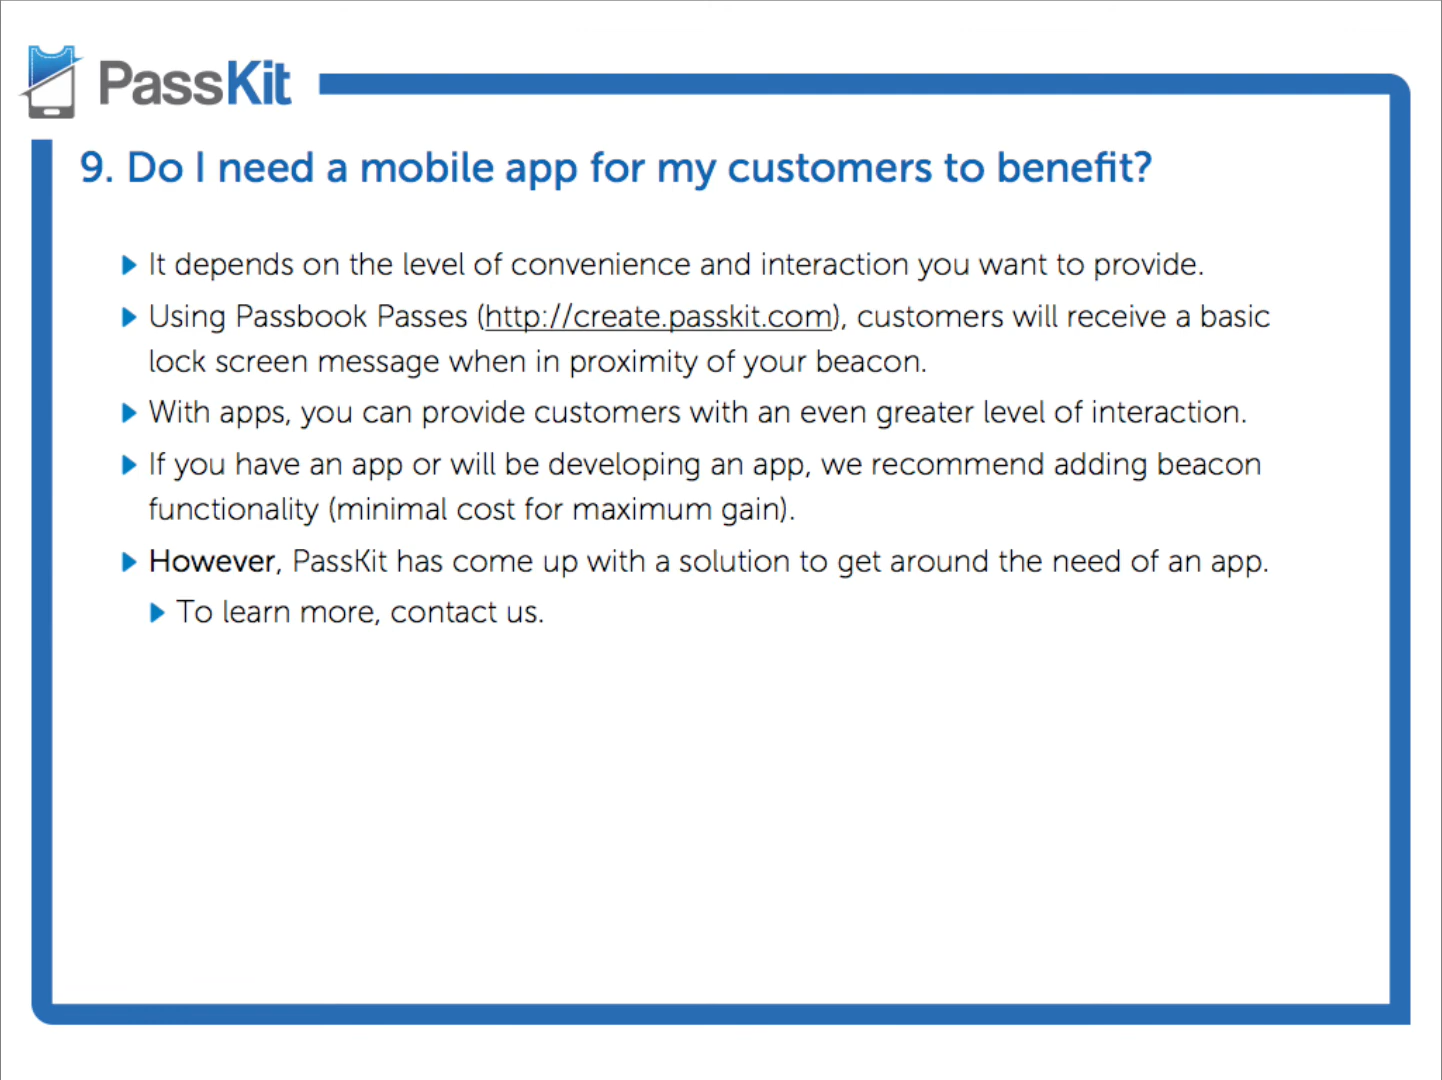 PassKit
9. Do I need a mobile app for my customers to benefit?
It depends on the level of convenience and interaction you want to provide.
Using Passbook Passes (http://create.passkit.com), customers will receive a basic
lock screen message when in proximity of your beacon.
With apps, you can provide customers with an even greater level of interaction.
If you have an app or will be developing an app, we recommend adding beacon
functionality (minimal cost for maximum gain).
However, PassKit has come up with a solution to get around the need of an app.
To learn more, contact us.